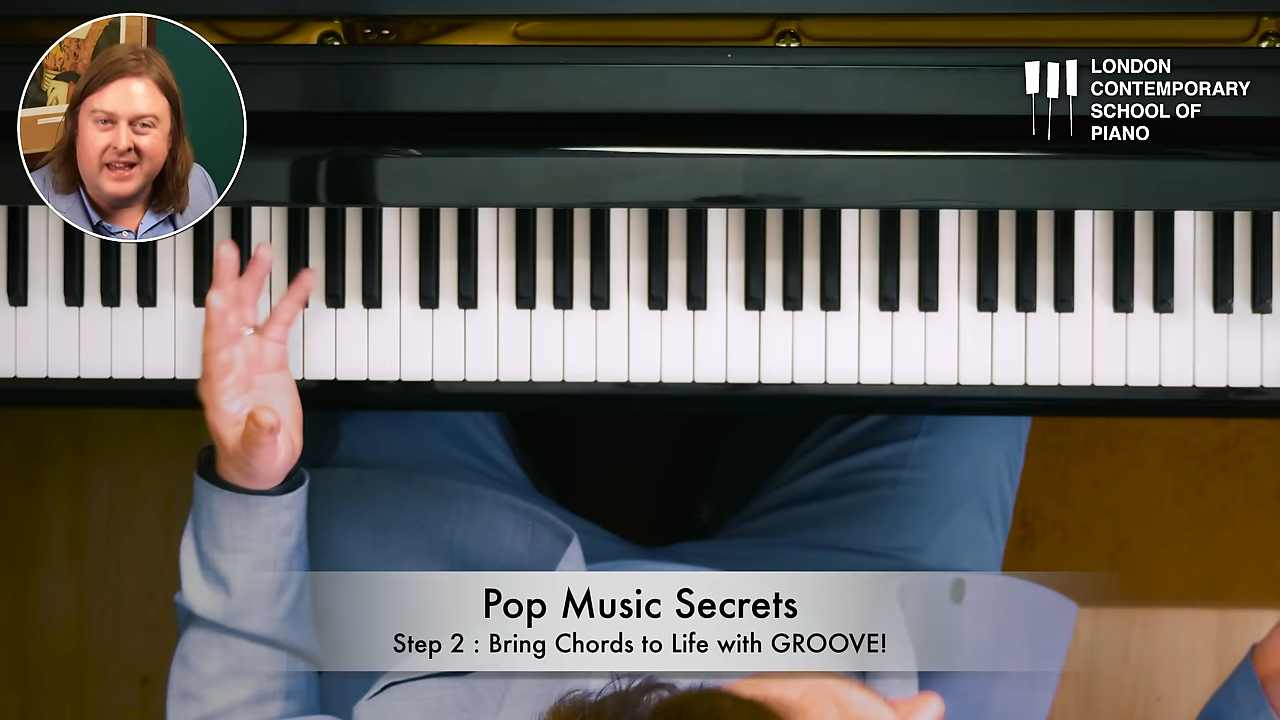 LONDON
CONTEMPORARY
SCHOOL OF
PIANO
Pop Music Secrets
Step 2 : Bring Chords to Life with GROOVE!